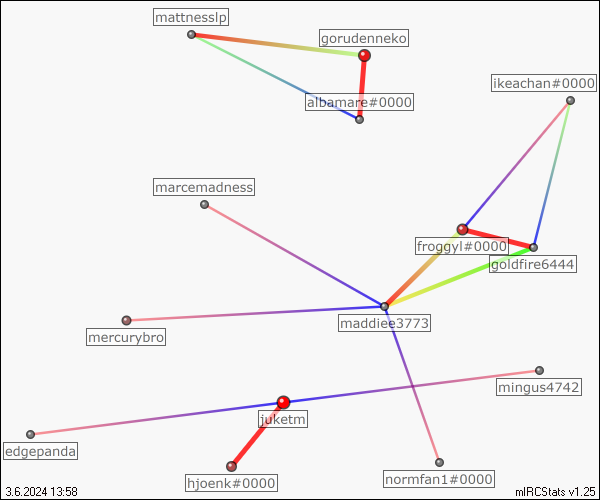 mattnesslp
gorudenneko
ikeachan#0000
albamare#0000
marcemadness
froggyl#0000
goldfire6444
maddiee3773
mercurybro
mingus4742
juketm
edgepanda
hjoenk#0000
normfan1#0000
3.6.2024 13:58
mIRCStats v1.25